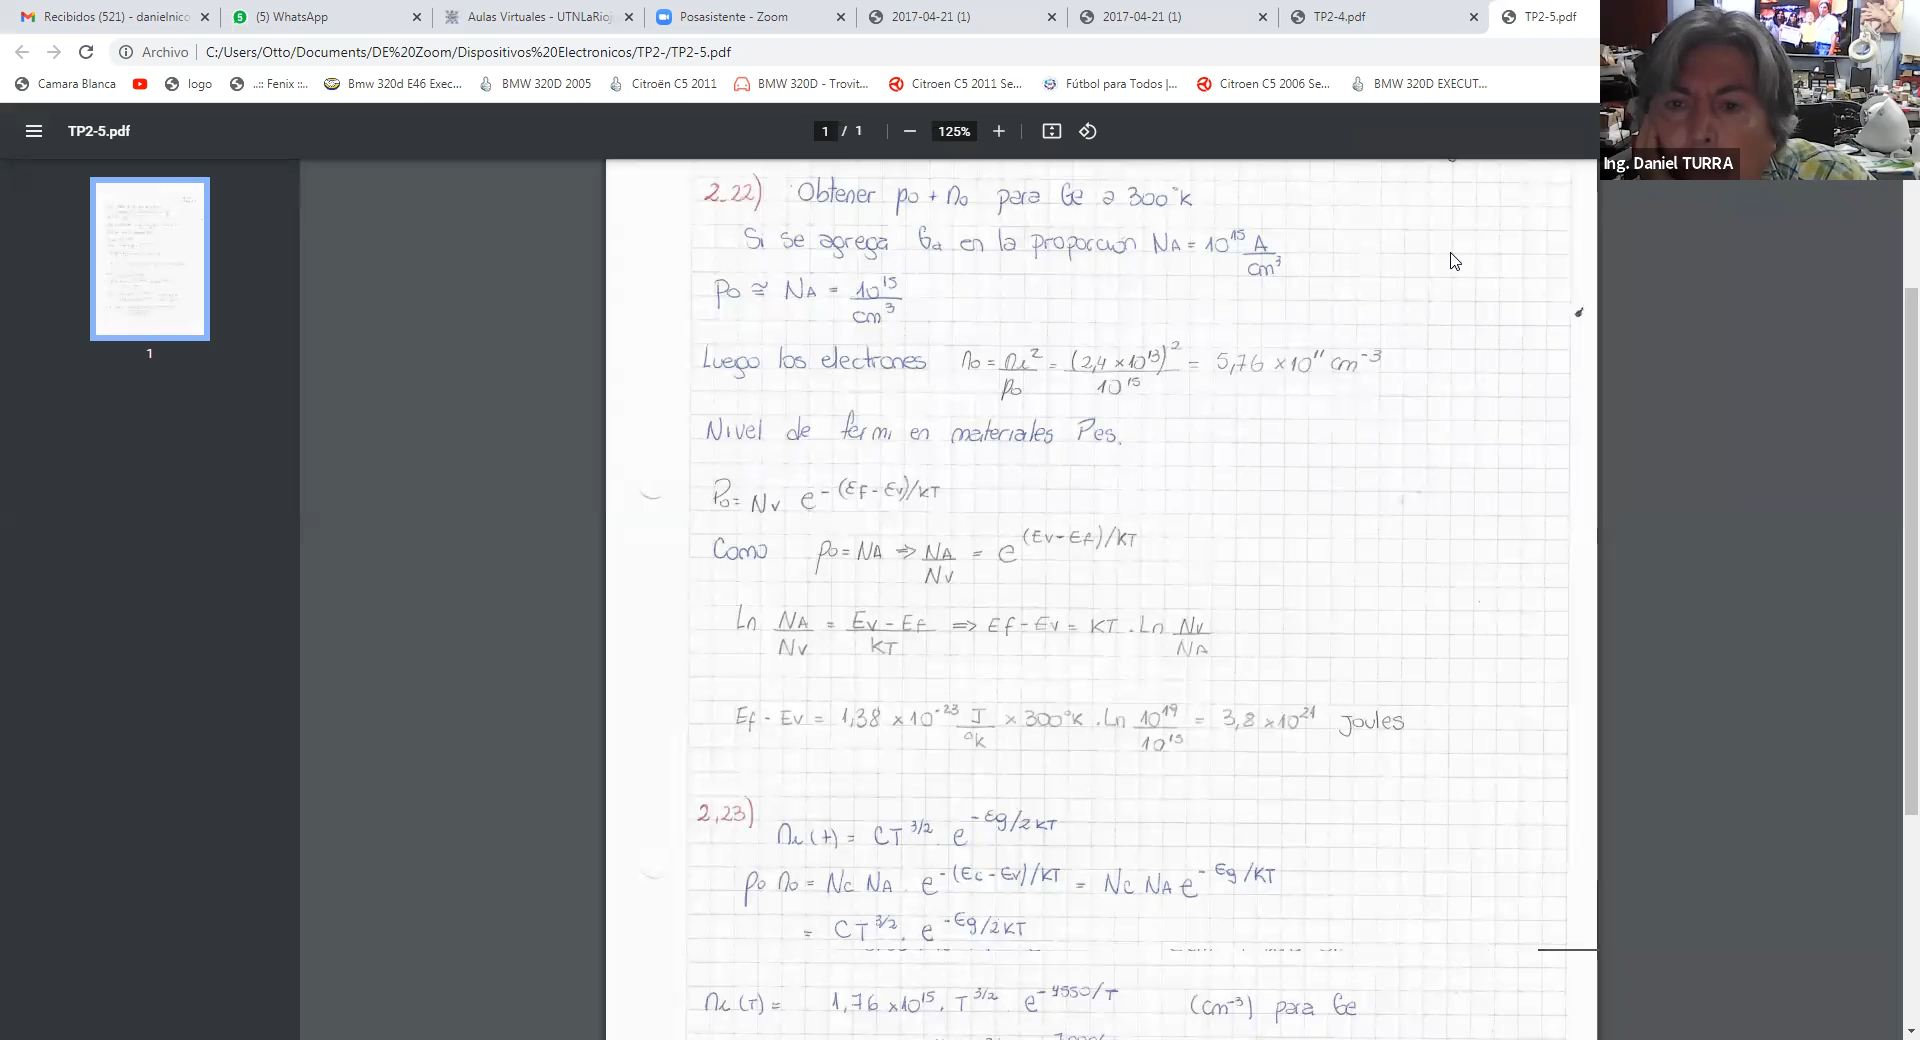 Recibidos (521) - danielnico
(5) WhatsApp
Aulas Virtuales - UTNLaRioj
Posasistente - Zoom
2017-04-21 (1)
2017-04-21 (1)
TP2-4.pdf
TP2-5.pdf
Archivo | C:/Users/Otto/Documents/DE%20Zoom/Dispositivos%20Electronicos/TP2-/TP2-5.pdf
Camara Blanca
logo
..:: Fenix ::..
Bmw 320d E46 Exec...
BMW 320D 2005
Citroën C5 2011
BMW 320D - Trovit...
Citroen C5 2011 Se...
Fútbol para Todos |...
Citroen C5 2006 Se...
BMW 320D EXECUT...
TP2-5.pdf
1 / 1
125%
Ing. Daniel TURRA
1
2.22) Obtener po + no para Ge a 300°K
Si se agrega Ga en la proporcion NA = 10^15 A/cm^3
po ≅ NA = 10^15/cm^3
Luego los electrones no = ni^2/po = (2,4 x 10^13)^2/10^15 = 5,76 x 10^11 cm^-3
Nivel de fermi en materiales Pes.
Po = Nv e^-(Ef-Ev)/KT
Como po = NA => NA/Nv = e^(Ev-Ef)/KT
Ln NA/Nv = Ev - Ef/KT => Ef - Ev = KT . Ln Nv/NA
Ef - Ev = 1,38 x 10^-23 J/°k x 300°k . Ln 10^19/10^15 = 3,8 x 10^21 Joules
2,23)
ni(t) = CT^3/2 e^-Eg/2KT
po no = Nc NA . e^-(Ec-Ev)/KT = Nc NA e^-Eg/KT
= CT^3/2 . e^-Eg/2KT
ni(T) = 1,76 x 10^15 . T^3/2 e^-4550/T (cm^-3) para Ge